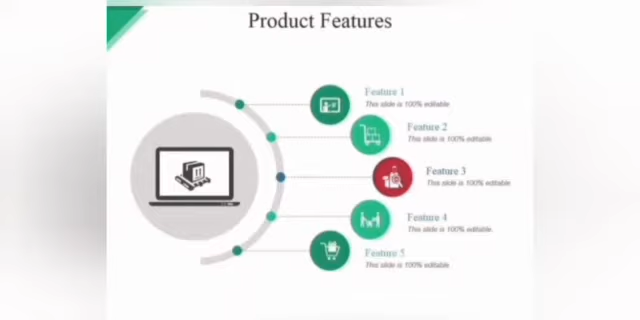 Product Features
Feature 1
This slide is 100% editable
Feature 2
This slide is 100% editable.
Feature 3
This slide is 100% editable
Feature 4
This slide is 100% editable.
Feature 5
This slide is 100% editable.